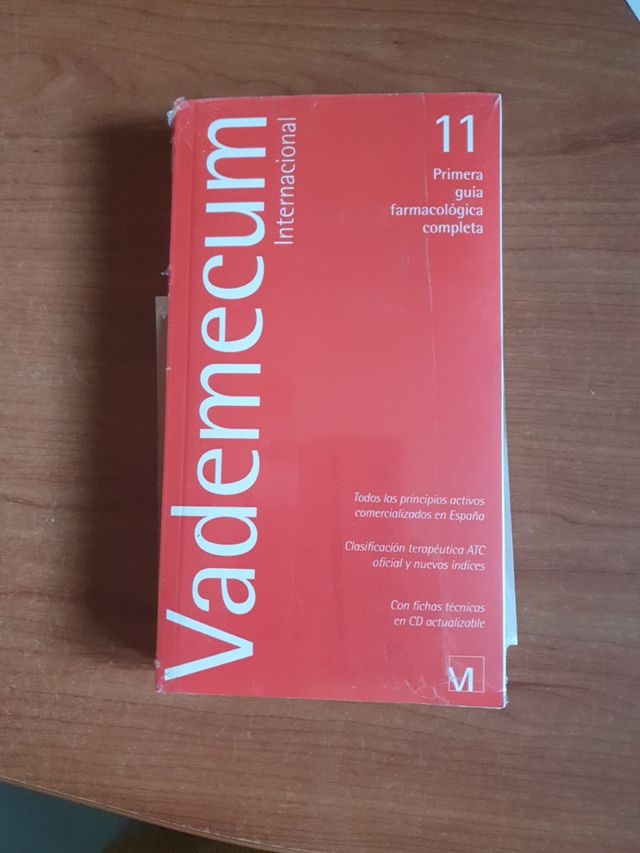 Vademecum
Internacional
11
Primera
guía
farmacológica
completa
Todos los principios activos
comercializados en España
Clasificación terapéutica ATC
oficial y nuevos índices
Con fichas técnicas
en CD actualizable
M